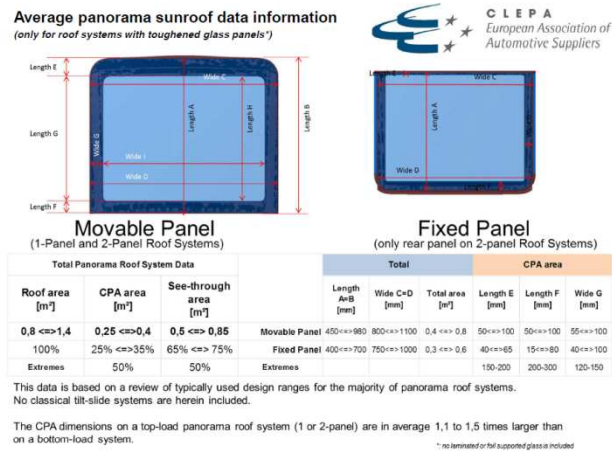 Average panorama sunroof data information
(only for roof systems with toughened glass panels*)
CLEPA
European Association of
Automotive Suppliers
Length E
Wide C
Length G
Wide G
Length A
Length H
Length B
Wide I
Wide D
Length F
Wide C
Length A
Wide D
Movable Panel
(1-Panel and 2-Panel Roof Systems)
Fixed Panel
(only rear panel on 2-panel Roof Systems)
Total Panorama Roof System Data
Roof area [m²] CPA area [m²] See-through area [m²]
0,8 <=>1,4 0,25 <=>0,4 0,5 <=> 0,85
100% 25% <=>35% 65% <=> 75%
Extremes 50% 50%
Total CPA area
Length A=B [mm] Wide C=D [mm] Total area [m²] Length E [mm] Length F [mm] Wide G [mm]
Movable Panel 450<=>980 800<=>1100 0,4 <=> 0,8 50<=>100 50<=>100 55<=>100
Fixed Panel 400<=>700 750<=>1000 0,3 <=> 0,6 40<=>65 15<=>80 40<=>100
Extremes 150-200 200-300 120-150
This data is based on a review of typically used design ranges for the majority of panorama roof systems.
No classical tilt-slide systems are herein included.
The CPA dimensions on a top-load panorama roof system (1 or 2-panel) are in average 1,1 to 1,5 times larger than
on a bottom-load system.
*: no laminated or foil supported glass is included